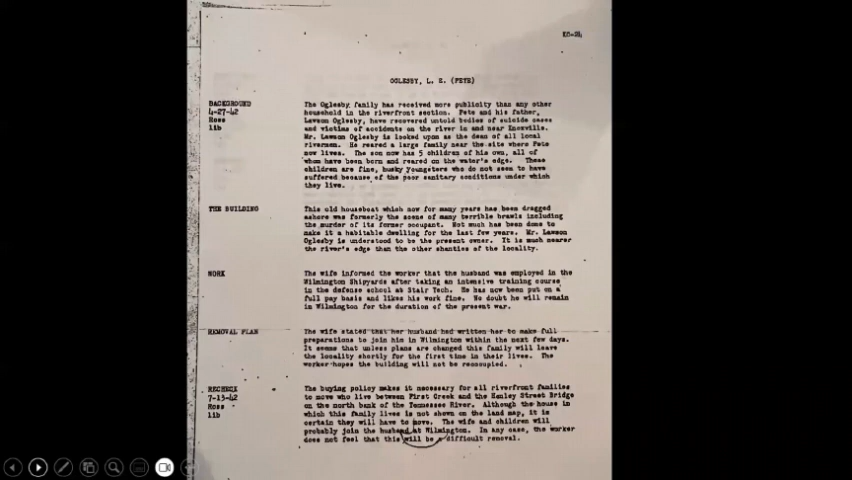 KC-24
OGLESBY, L. E. (PETE)
BACKGROUND
4-27-42
Ross
lib
The Oglesby family has received more publicity than any other
household in the riverfront section. Pete and his father,
Lawson Oglesby, have recovered untold bodies of suicide cases
and victims of accidents on the river in and near Knoxville.
Mr. Lawson Oglesby is looked upon as the dean of all local
rivermen. He reared a large family near the site where Pete
now lives. The son now has 5 children of his own, all of
whom have been born and reared on the water's edge. These
children are fine, husky youngsters who do not seem to have
suffered because of the poor sanitary conditions under which
they live.
THE BUILDING
This old houseboat which now for many years has been dragged
ashore was formerly the scene of many terrible brawls including
the murder of its former occupant. Not much has been done to
make it a habitable dwelling for the last few years. Mr. Lawson
Oglesby is understood to be the present owner. It is much nearer
the river's edge than the other shanties of the locality.
WORK
The wife informed the worker that the husband was employed in the
Wilmington Shipyards after taking an intensive training course
in the defense school at Stair Tech. He has now been put on a
full pay basis and likes his work fine. No doubt he will remain
in Wilmington for the duration of the present war.
REMOVAL PLAN
The wife stated that her husband had written her to make full
preparations to join him in Wilmington within the next few days.
It seems that unless plans are changed this family will leave
the locality shortly for the first time in their lives. The
worker hopes the building will not be reoccupied.
RECHECK
7-13-42
Ross
lib
The buying policy makes it necessary for all riverfront families
to move who live between First Creek and the Henley Street Bridge
on the north bank of the Tennessee River. Although the house in
which this family lives is not shown on the land map, it is
certain they will have to move. The wife and children will
probably join the husband at Wilmington. In any case, the worker
does not feel that this will be a difficult removal.